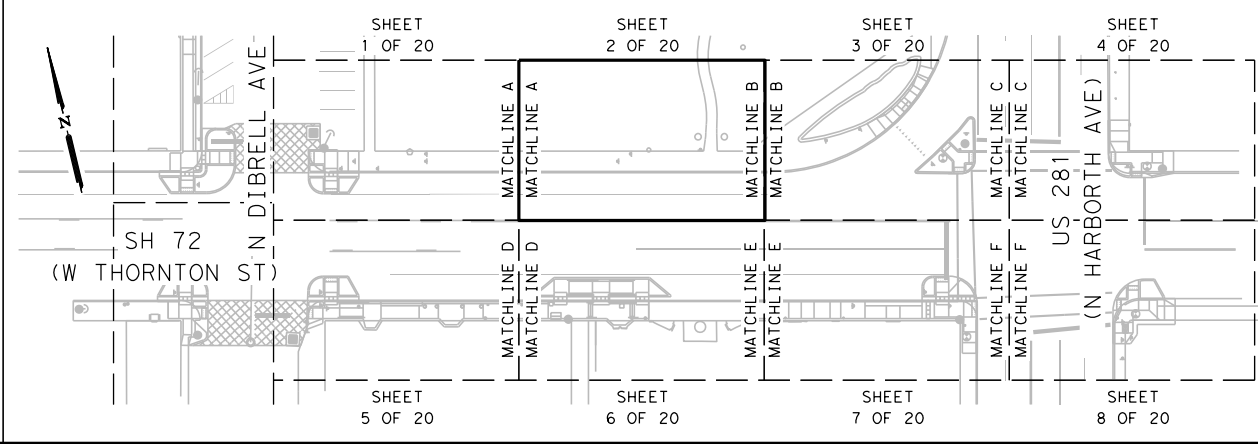 SHEET
1 OF 20
SHEET
2 OF 20
SHEET
3 OF 20
SHEET
4 OF 20
N
N DIBRELL AVE
MATCHLINE A
MATCHLINE A
MATCHLINE B
MATCHLINE B
MATCHLINE C
MATCHLINE C
US 281
(N HARBORTH AVE)
SH 72
(W THORNTON ST)
MATCHLINE D
MATCHLINE D
MATCHLINE E
MATCHLINE E
MATCHLINE F
MATCHLINE F
SHEET
5 OF 20
SHEET
6 OF 20
SHEET
7 OF 20
SHEET
8 OF 20